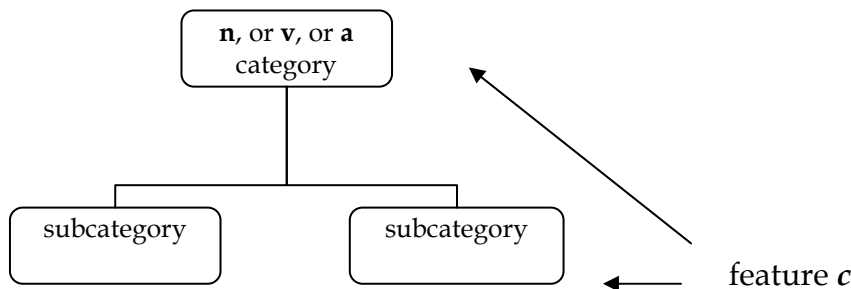 n, or v, or a
category
subcategory
subcategory
feature c